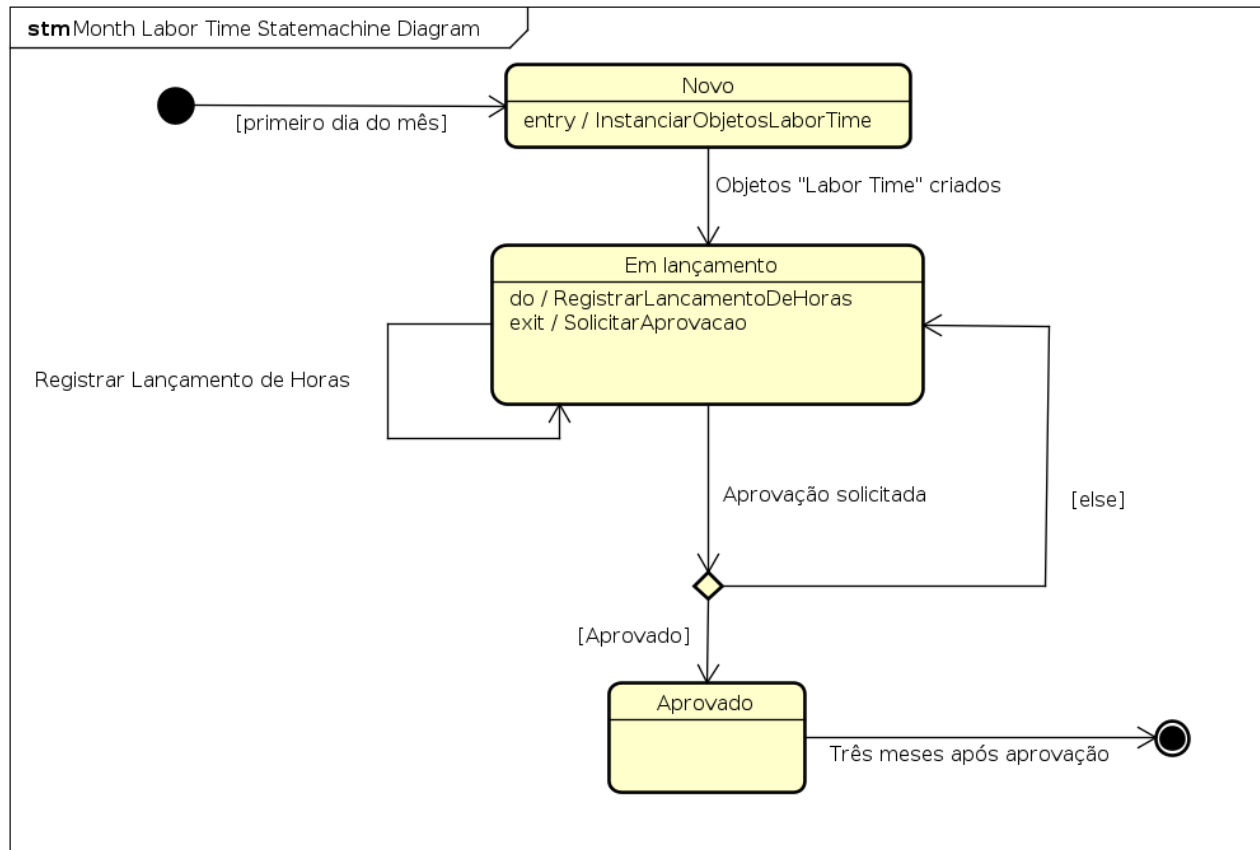 stm Month Labor Time Statemachine Diagram
Novo
[primeiro dia do mês]
entry / InstanciarObjetosLaborTime
Objetos "Labor Time" criados
Em lançamento
do / RegistrarLancamentoDeHoras
exit / SolicitarAprovacao
Registrar Lançamento de Horas
Aprovação solicitada
[else]
[Aprovado]
Aprovado
Três meses após aprovação